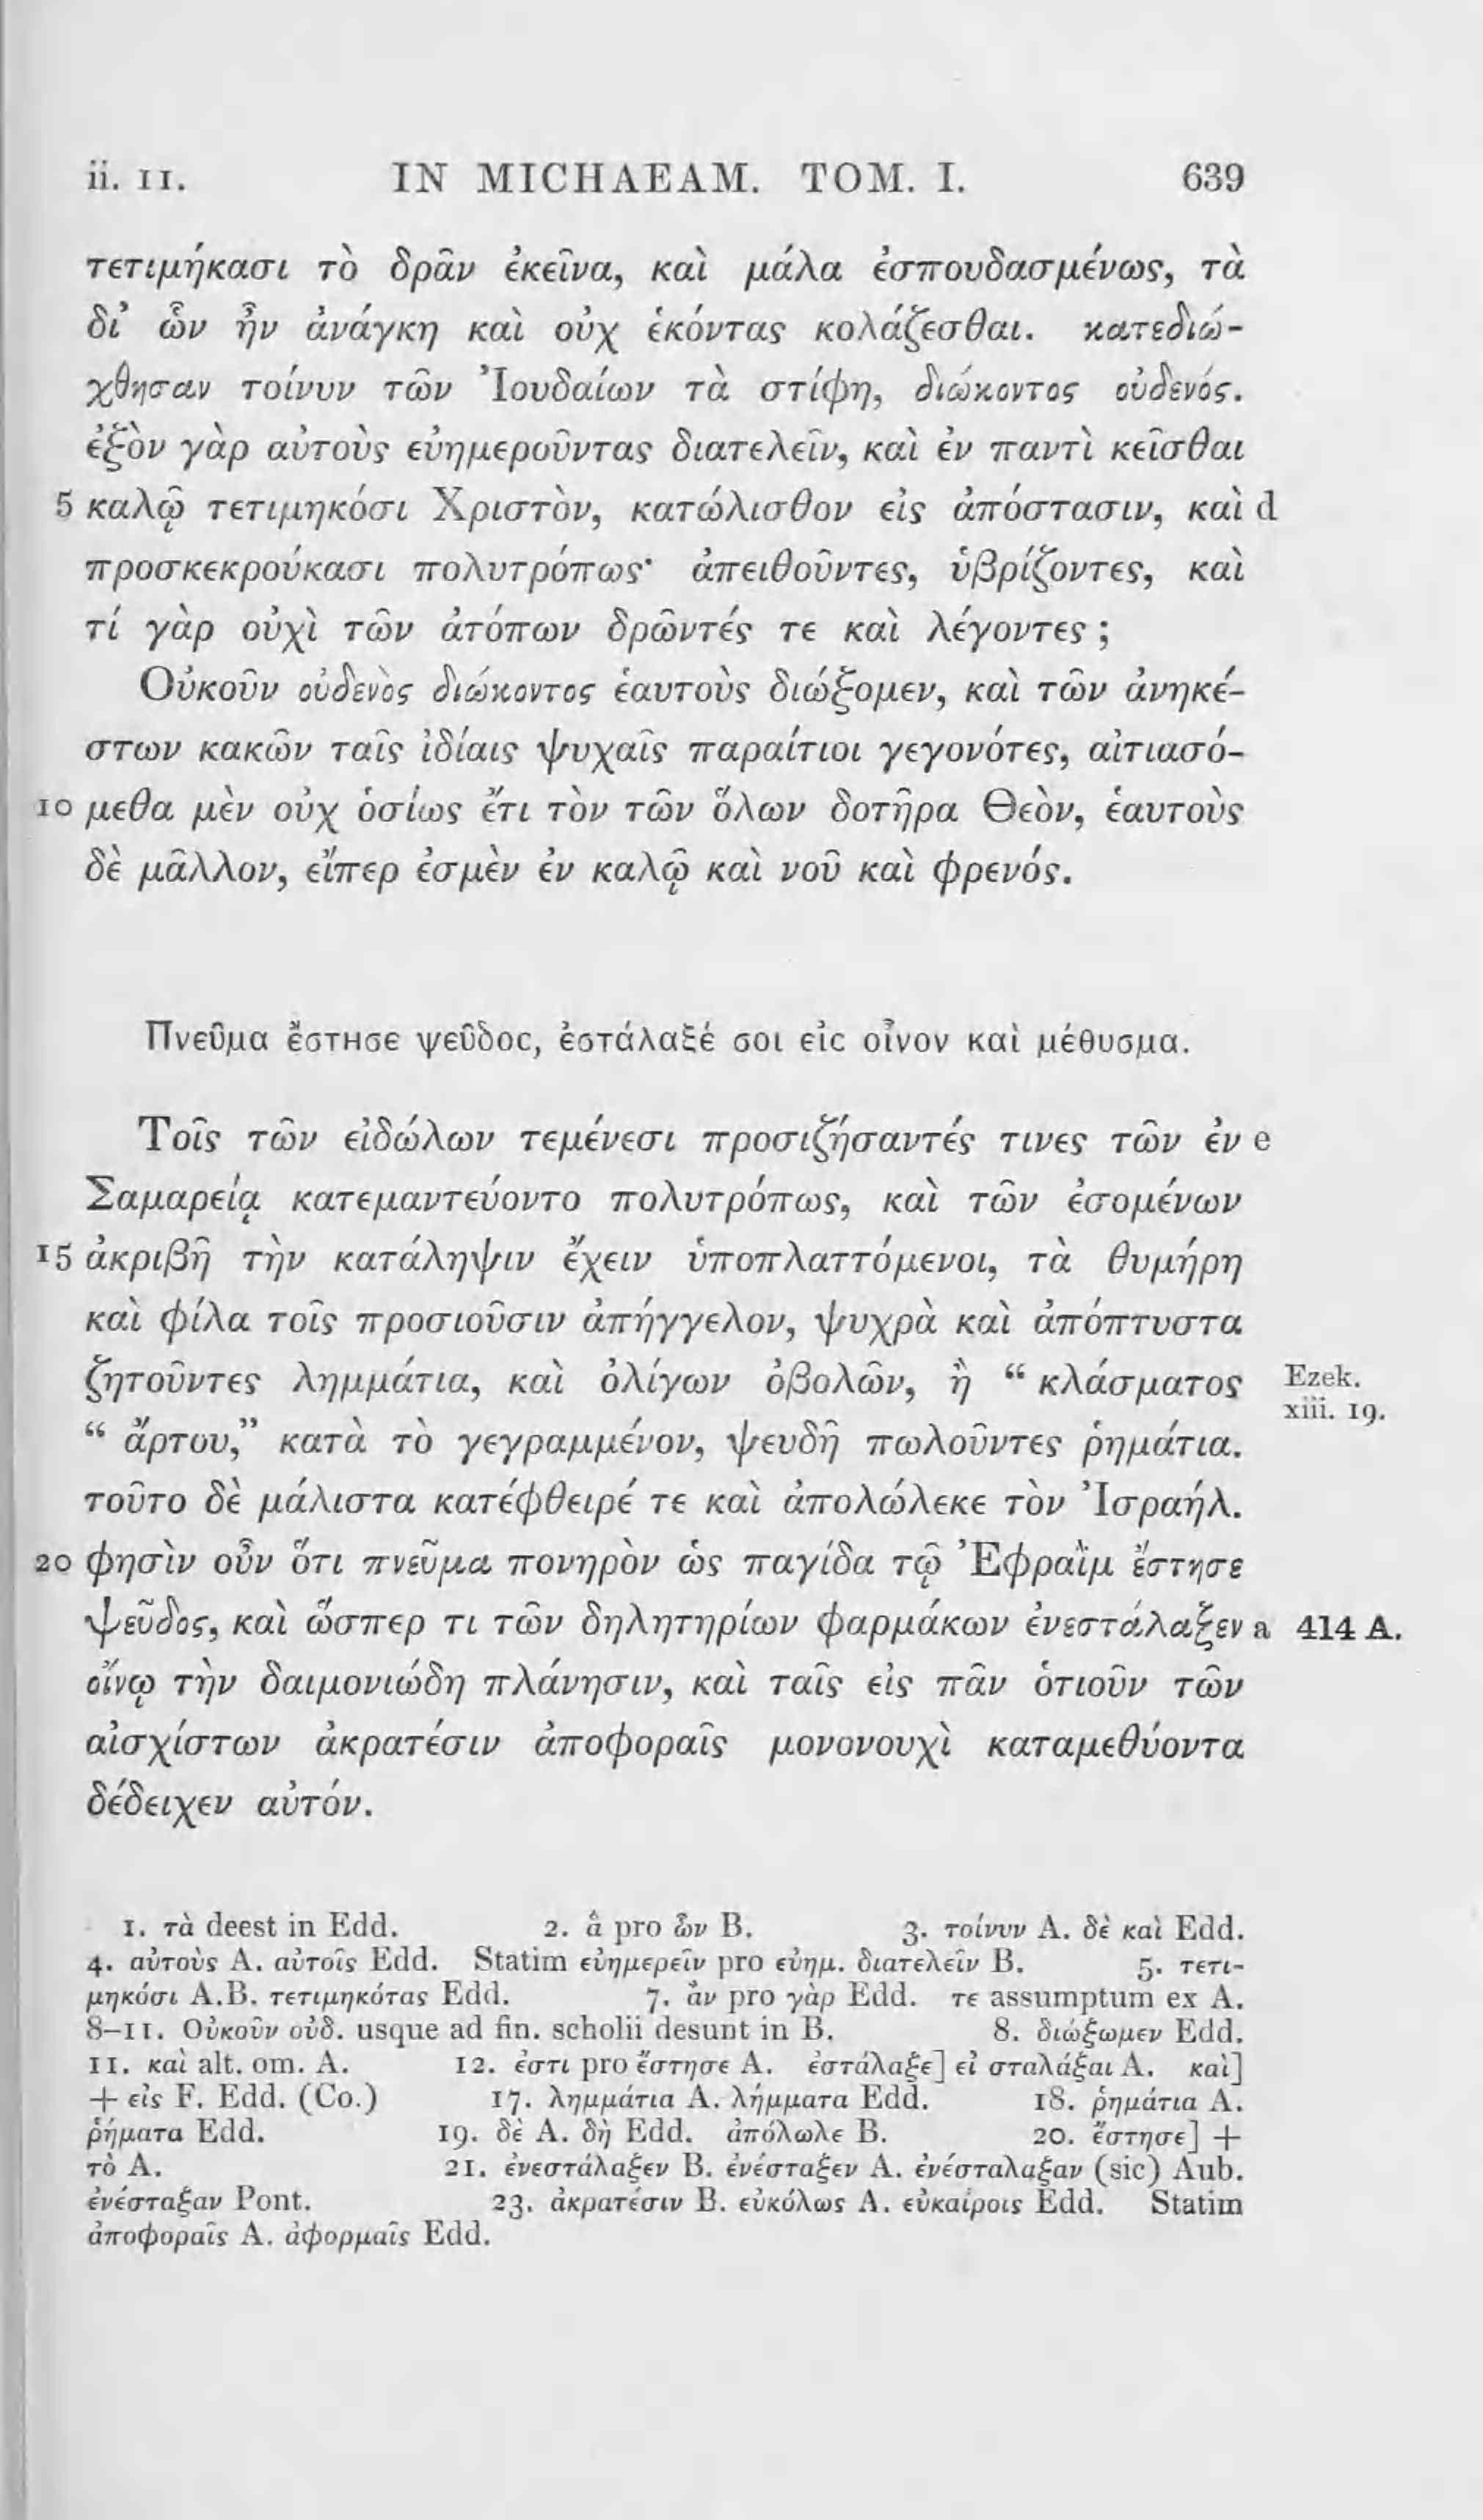 ii. 11. IN MICHAEAM. TOM. I. 639
τετιμήκασι τὸ δρᾶν ἐκεῖνα, καὶ μάλα ἐσπουδασμένως, τὰ
δι’ ὧν ἦν ἀνάγκη καὶ οὐχ ἑκόντας κολάζεσθαι. κατεδιώ-
χθησαν τοίνυν τῶν Ἰουδαίων τὰ στίφη, διώκοντος οὐδενός.
ἐξὸν γὰρ αὐτοὺς εὐημεροῦντας διατελεῖν, καὶ ἐν παντὶ κεῖσθαι
5 καλῷ τετιμηκόσι Χριστὸν, κατώλισθον εἰς ἀπόστασιν, καὶ d
προσκεκρούκασι πολυτρόπως· ἀπειθοῦντες, ὑβρίζοντες, καὶ
τί γὰρ οὐχὶ τῶν ἀτόπων δρῶντές τε καὶ λέγοντες ;
Οὐκοῦν οὐδενὸς διώκοντος ἑαυτοὺς διώξομεν, καὶ τῶν ἀνηκέ-
στων κακῶν ταῖς ἰδίαις ψυχαῖς παραίτιοι γεγονότες, αἰτιασό-
10 μεθα μὲν οὐχ ὁσίως ἔτι τὸν τῶν ὅλων δοτῆρα Θεὸν, ἑαυτοὺς
δὲ μᾶλλον, εἴπερ ἐσμὲν ἐν καλῷ καὶ νοῦ καὶ φρενός.
Πνεῦμα ἔστησε ψεῦδος, ἐστάλαξέ σοι εἰς οἶνον καὶ μέθυσμα.
Τοῖς τῶν εἰδώλων τεμένεσι προσιζήσαντές τινες τῶν ἐν e
Σαμαρείᾳ κατεμαντεύοντο πολυτρόπως, καὶ τῶν ἐσομένων
15 ἀκριβῆ τὴν κατάληψιν ἔχειν ὑποπλαττόμενοι, τὰ θυμήρη
καὶ φίλα τοῖς προσιοῦσιν ἀπήγγελον, ψυχρὰ καὶ ἀπόπτυστα
ζητοῦντες λημμάτια, καὶ ὀλίγων ὀβολῶν, ἢ “ κλάσματος Ezek.
xiii. 19.
“ ἄρτου,” κατὰ τὸ γεγραμμένον, ψευδῆ πωλοῦντες ῥημάτια.
τοῦτο δὲ μάλιστα κατέφθειρέ τε καὶ ἀπολώλεκε τὸν Ἰσραήλ.
20 φησὶν οὖν ὅτι πνεῦμα πονηρὸν ὡς παγίδα τῷ Ἐφραῒμ ἔστησε
ψεῦδος, καὶ ὥσπερ τι τῶν δηλητηρίων φαρμάκων ἐνεστάλαξεν a 414 A.
οἴνῳ τὴν δαιμονιώδη πλάνησιν, καὶ ταῖς εἰς πᾶν ὁτιοῦν τῶν
αἰσχίστων ἀκρατέσιν ἀποφοραῖς μονονουχὶ καταμεθύοντα
δέδειχεν αὐτόν.
1. τὰ deest in Edd. 2. ἃ pro ὧν B. 3. τοίνυν A. δὲ καὶ Edd.
4. αὐτοὺς A. αὐτοῖς Edd. Statim εὐημερεῖν pro εὐημ. διατελεῖν B. 5. τετι-
μηκόσι A.B. τετιμηκότας Edd. 7. ἂν pro γὰρ Edd. τε assumptum ex A.
8–11. Οὐκοῦν οὐδ. usque ad fin. scholii desunt in B. 8. διώξωμεν Edd.
11. καὶ alt. om. A. 12. ἐστι pro ἔστησε A. ἐστάλαξε] εἰ σταλάξαι A. καὶ]
+ εἰς F. Edd. (Co.) 17. λημμάτια A. λήμματα Edd. 18. ῥημάτια A.
ῥήματα Edd. 19. δὲ A. δὴ Edd. ἀπόλωλε B. 20. ἔστησε] +
τὸ A. 21. ἐνεστάλαξεν B. ἐνέσταξεν A. ἐνέσταλαξαν (sic) Aub.
ἐνέσταξαν Pont. 23. ἀκρατέσιν B. εὐκόλως A. εὐκαίροις Edd. Statim
ἀποφοραῖς A. ἀφορμαῖς Edd.